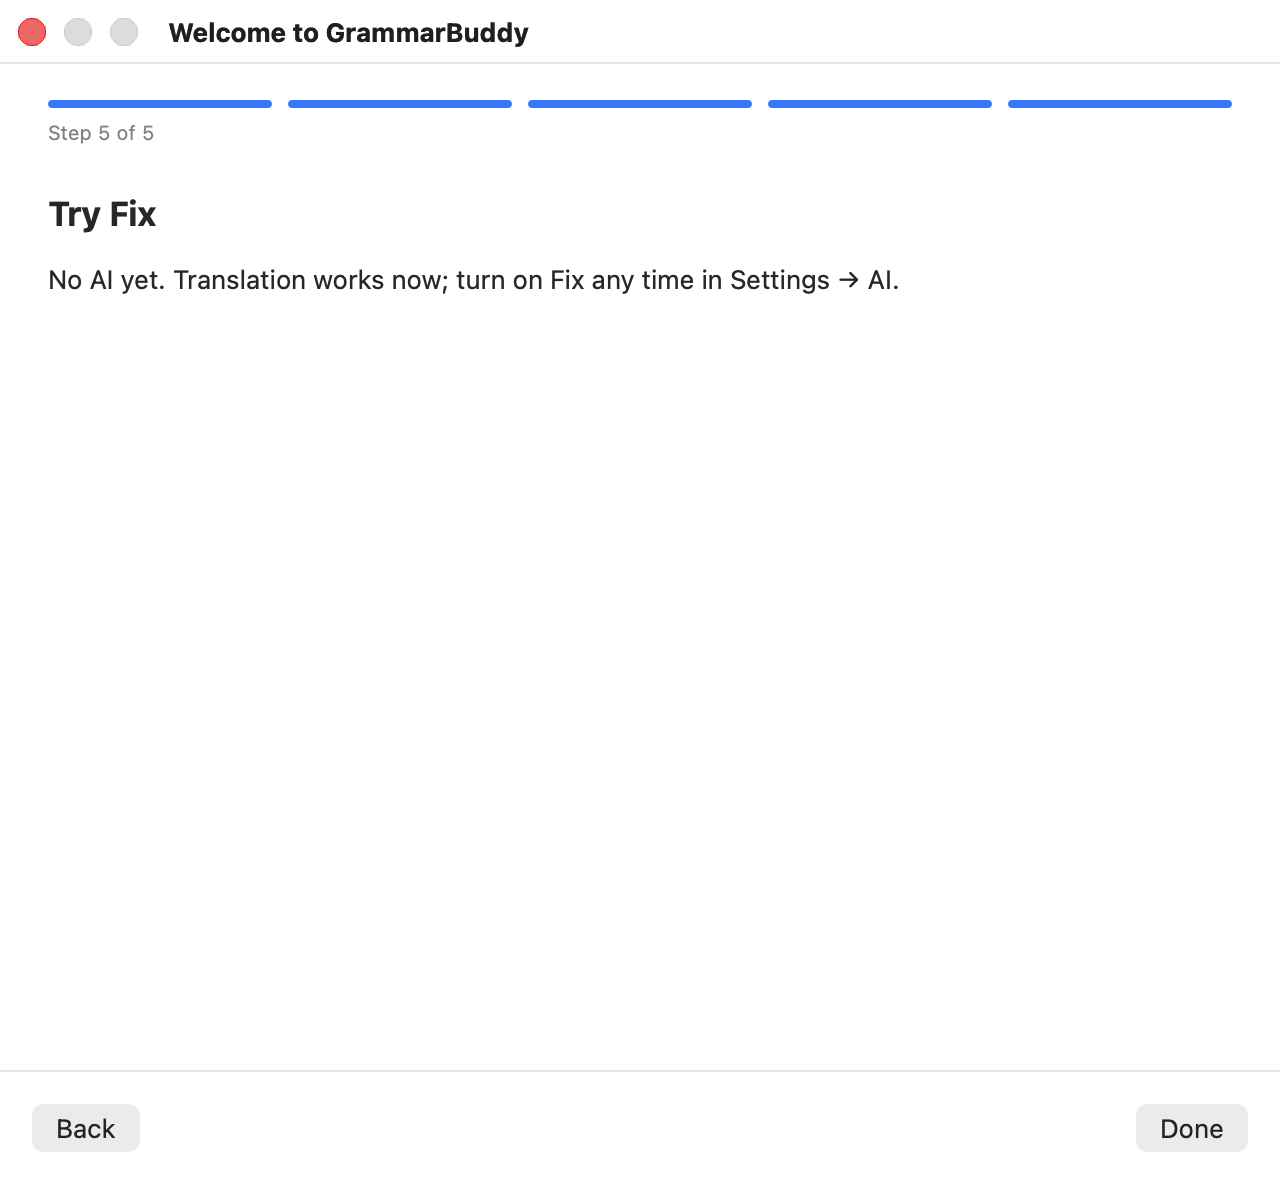 Welcome to GrammarBuddy
Step 5 of 5
Try Fix
No AI yet. Translation works now; turn on Fix any time in Settings → AI.
Back
Done